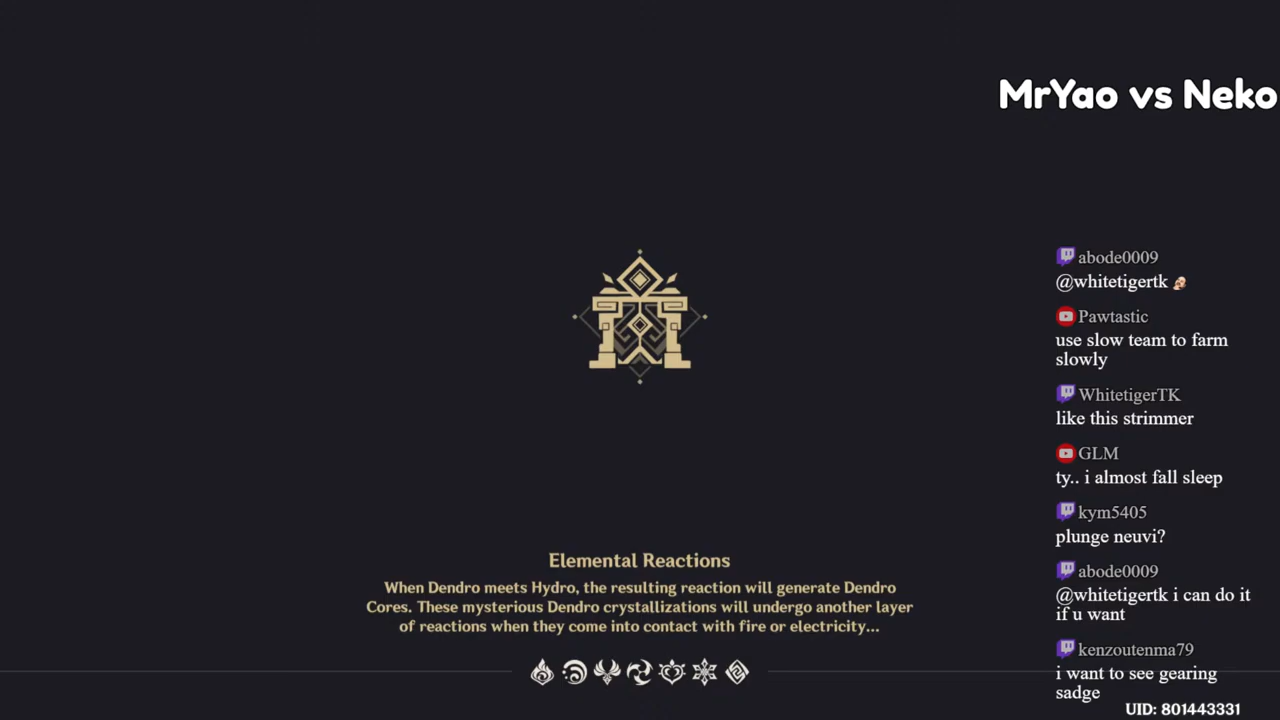 MrYao vs Neko
abode0009
@whitetigertk
Pawtastic
use slow team to farm
slowly
WhitetigerTK
like this strimmer
GLM
ty.. i almost fall sleep
kym5405
plunge neuvi?
abode0009
@whitetigertk i can do it
if u want
kenzoutenma79
i want to see gearing
sadge
Elemental Reactions
When Dendro meets Hydro, the resulting reaction will generate Dendro
Cores. These mysterious Dendro crystallizations will undergo another layer
of reactions when they come into contact with fire or electricity...
UID: 801443331